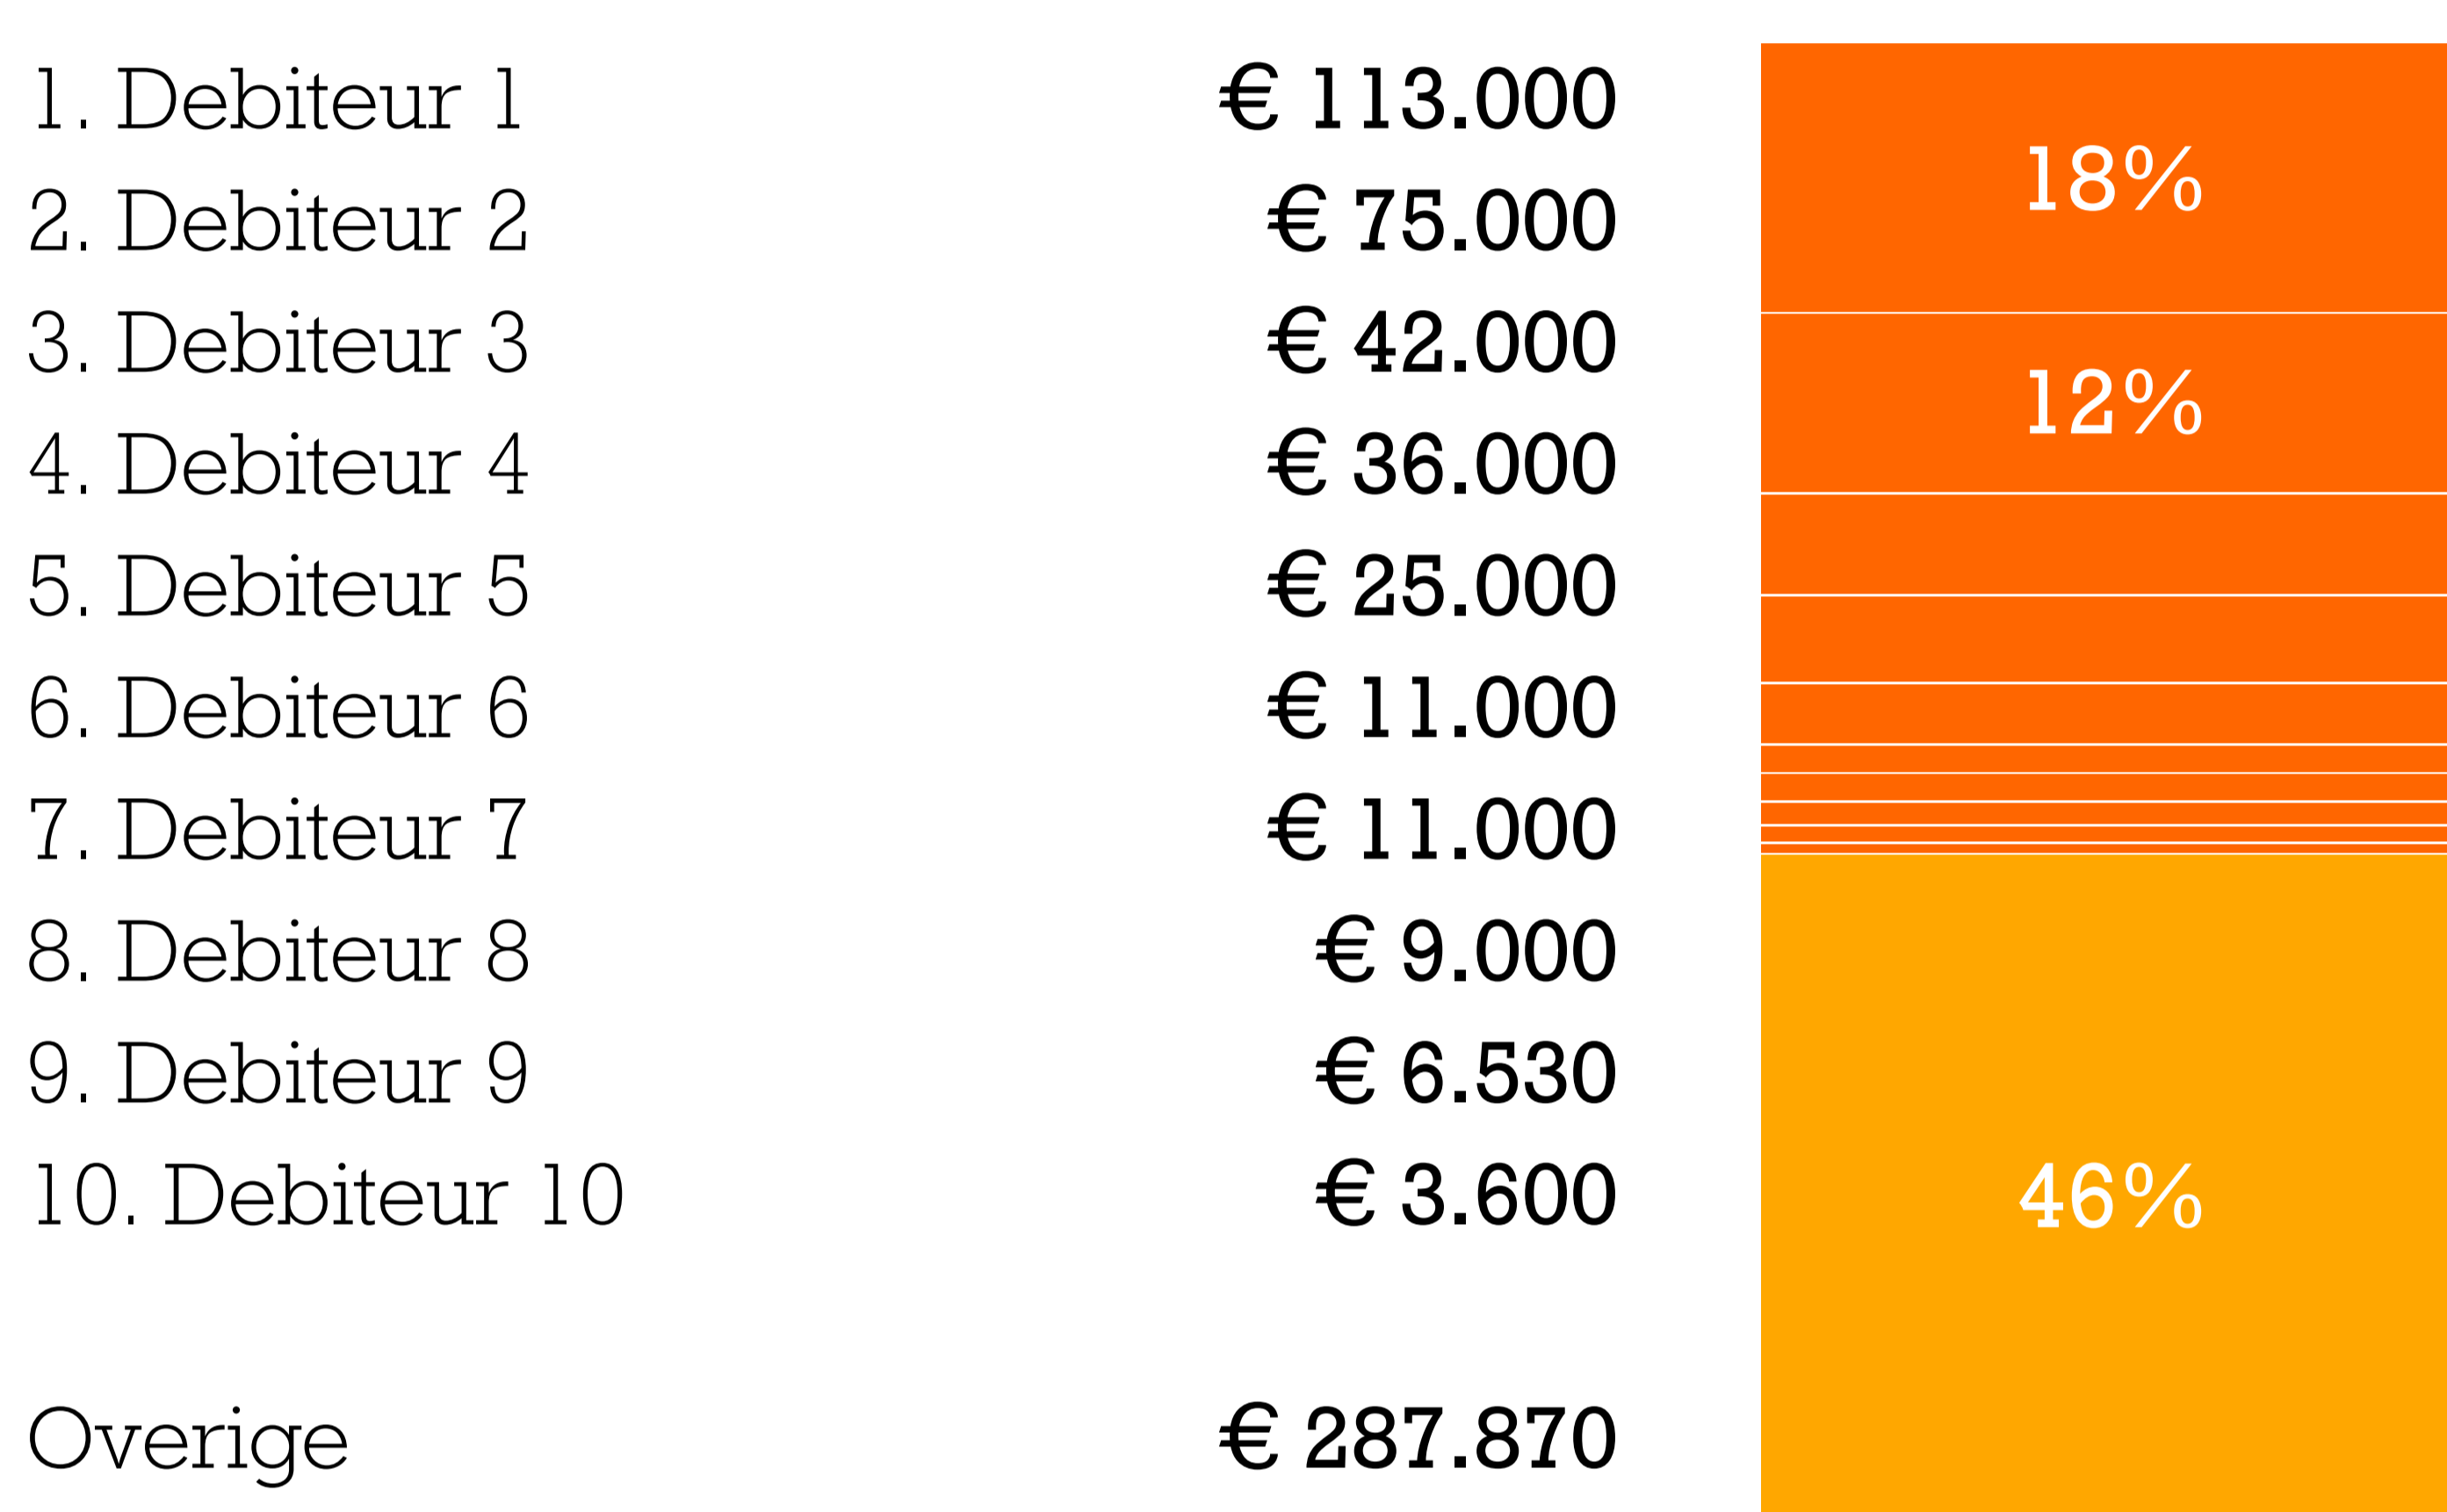 1. Debiteur 1 € 113.000
18%
2. Debiteur 2 € 75.000
3. Debiteur 3 € 42.000
12%
4. Debiteur 4 € 36.000
5. Debiteur 5 € 25.000
6. Debiteur 6 € 11.000
7. Debiteur 7 € 11.000
8. Debiteur 8 € 9.000
9. Debiteur 9 € 6.530
10. Debiteur 10 € 3.600
46%
Overige € 287.870